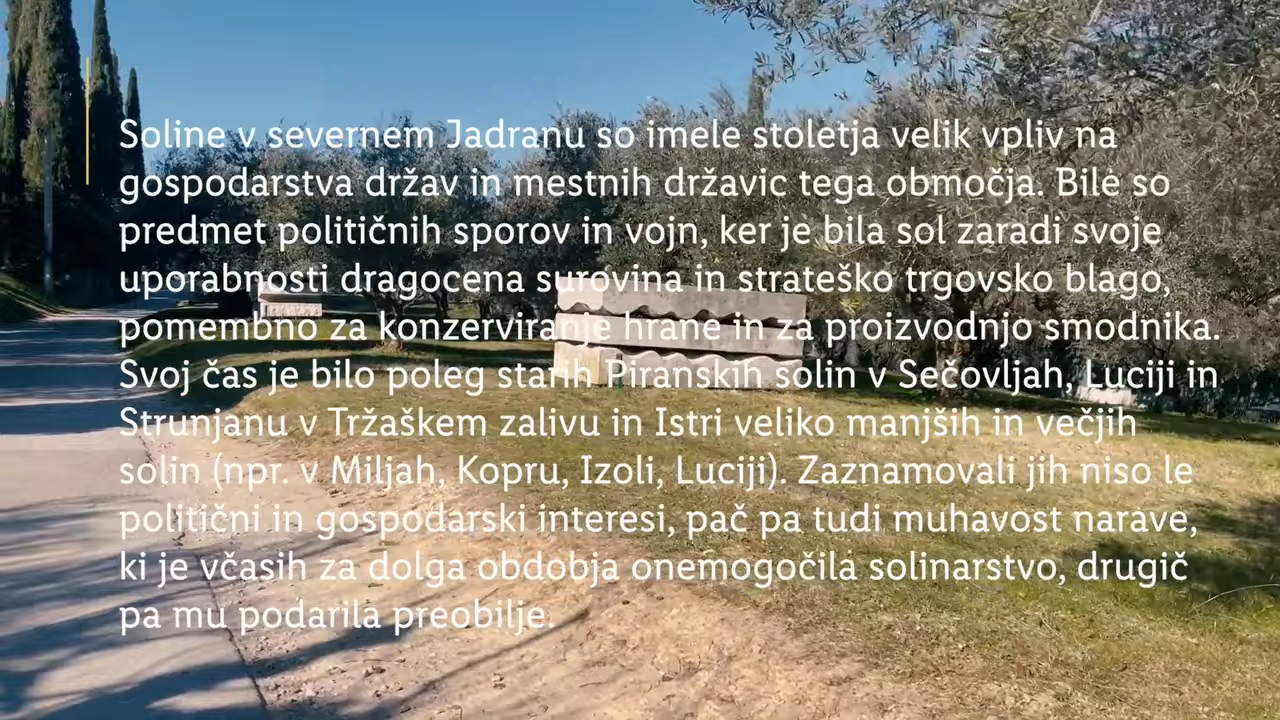 Soline v severnem Jadranu so imele stoletja velik vpliv na
gospodarstva držav in mestnih državic tega območja. Bile so
predmet političnih sporov in vojn, ker je bila sol zaradi svoje
uporabnosti dragocena surovina in strateško trgovsko blago,
pomembno za konzerviranje hrane in za proizvodnjo smodnika.
Svoj čas je bilo poleg starih Piranskih solin v Sečovljah, Luciji in
Strunjanu v Tržaškem zalivu in Istri veliko manjših in večjih
solin (npr. v Miljah, Kopru, Izoli, Luciji). Zaznamovali jih niso le
politični in gospodarski interesi, pač pa tudi muhavost narave,
ki je včasih za dolga obdobja onemogočila solinarstvo, drugič
pa mu podarila preobilje.